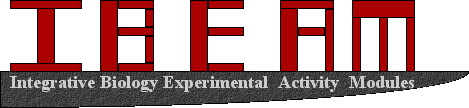 IBEAM
Integrative Biology Experimental Activity Modules